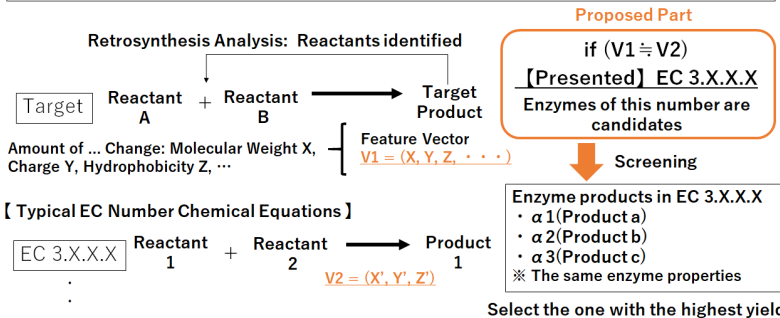 Proposed Part
Retrosynthesis Analysis: Reactants identified
if (V1≒V2)
【Presented】EC 3.X.X.X
Enzymes of this number are
candidates
Target
Reactant
A
+
Reactant
B
Target
Product
Amount of ... Change: Molecular Weight X,
Charge Y, Hydrophobicity Z, …
Feature Vector
V1 = (X, Y, Z, ・・・)
Screening
【 Typical EC Number Chemical Equations】
EC 3.X.X.X
Reactant
1
+
Reactant
2
Product
1
V2 = (X’, Y’, Z’)
:
Enzyme products in EC 3.X.X.X
・ α1(Product a)
・ α2(Product b)
・ α3(Product c)
※ The same enzyme properties
Select the one with the highest yield